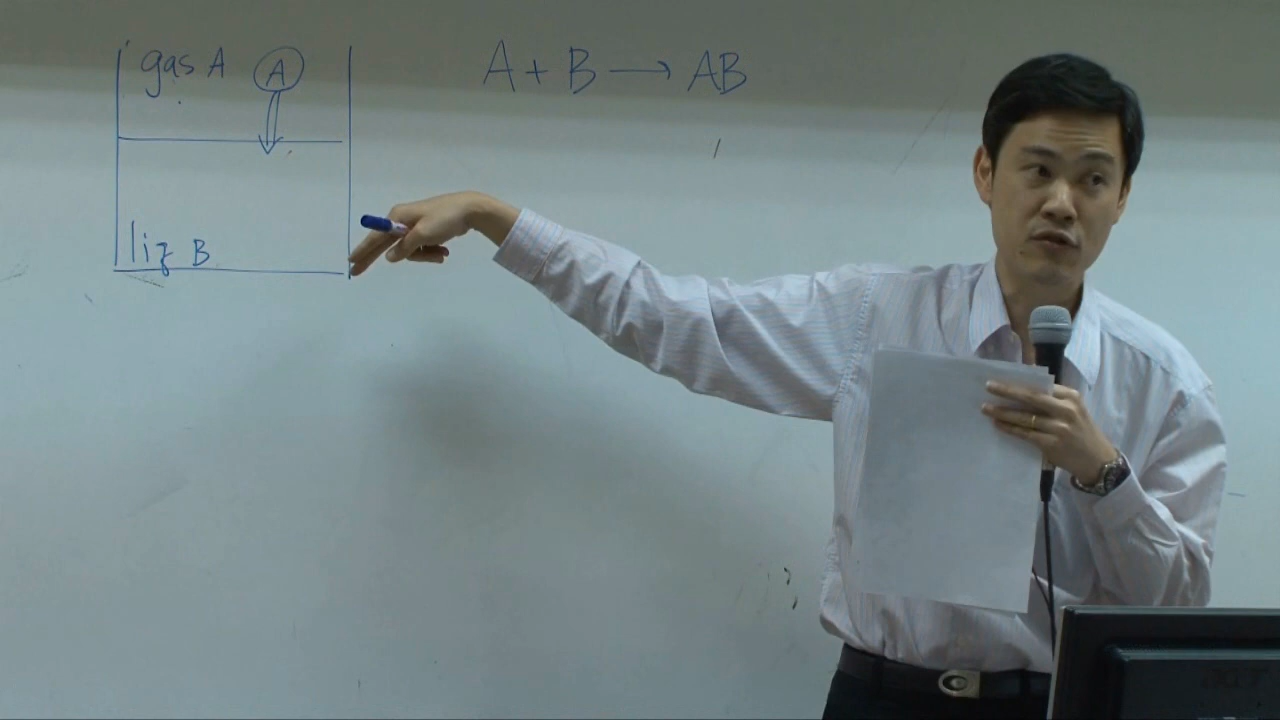 gas A Ⓐ
A + B → AB
liq B